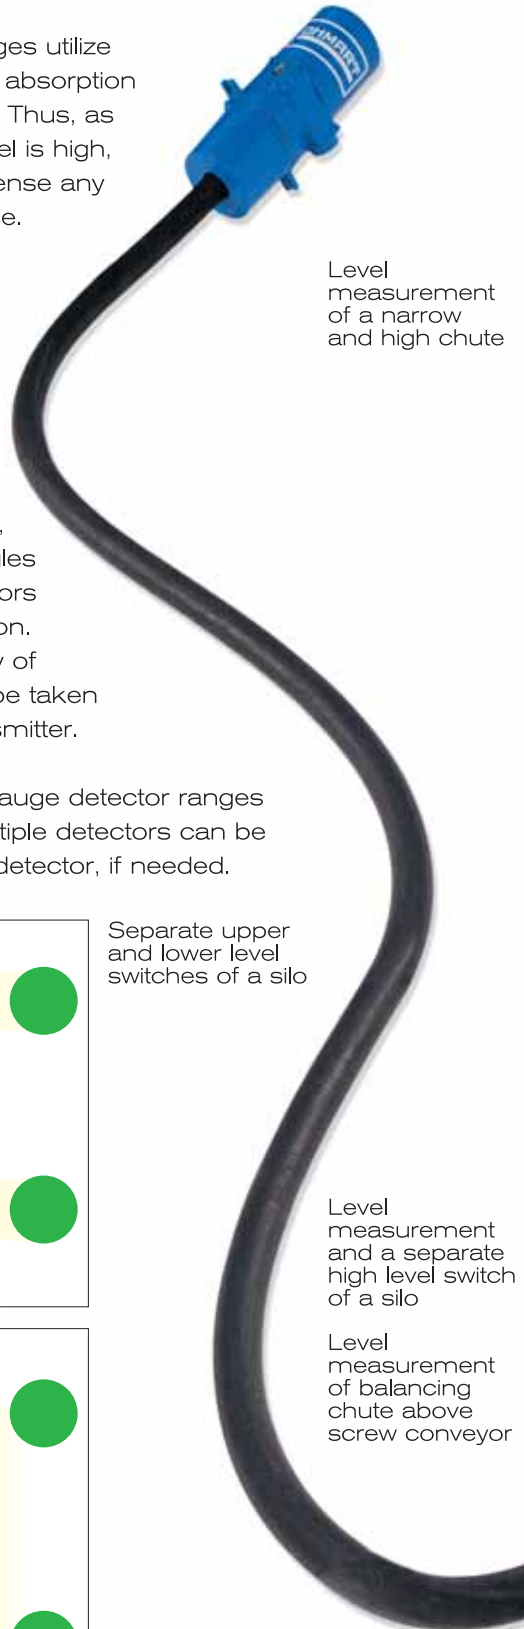 OHMART
ges utilize
absorption
Thus, as
el is high,
ense any
e.
Level
measurement
of a narrow
and high chute
,
les
ors
on.
y of
be taken
smitter.
auge detector ranges
tiple detectors can be
detector, if needed.
Separate upper
and lower level
switches of a silo
Level
measurement
and a separate
high level switch
of a silo
Level
measurement
of balancing
chute above
screw conveyor